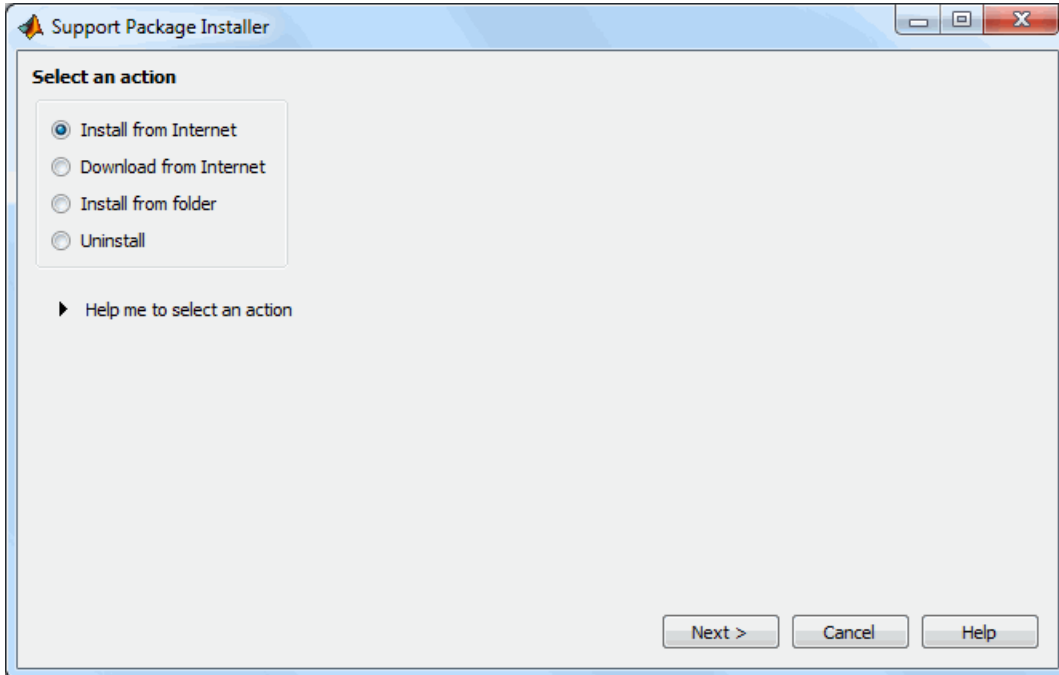 Support Package Installer
Select an action
Install from Internet
Download from Internet
Install from folder
Uninstall
Help me to select an action
Next >
Cancel
Help